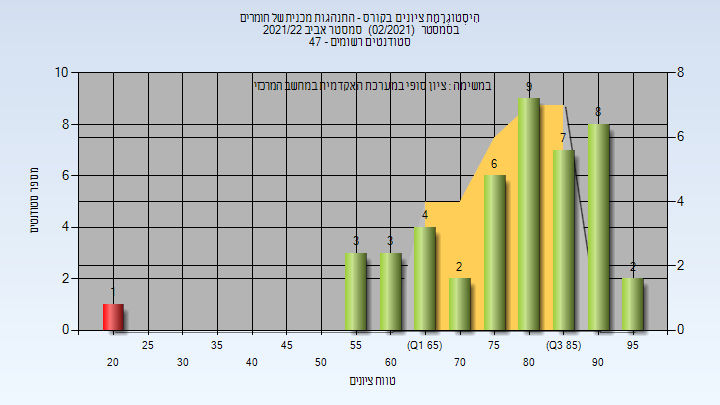 היסטוגרמת ציונים בקורס - התנהגות מכנית של חומרים
בסמסטר (02/2021) סמסטר אביב 2021/22
סטודנטים רשומים - 47
במשימה : ציון סופי במערכת האקדמית במחשב המרכזי
מספר סטודנטים
10 8 6 4 2 0
8 6 4 2 0
1 3 3 4 2 6 9 7 8 2
25 35 45 55 (Q1 65) 75 (Q3 85) 95
20 30 40 50 60 70 80 90
טווח ציונים